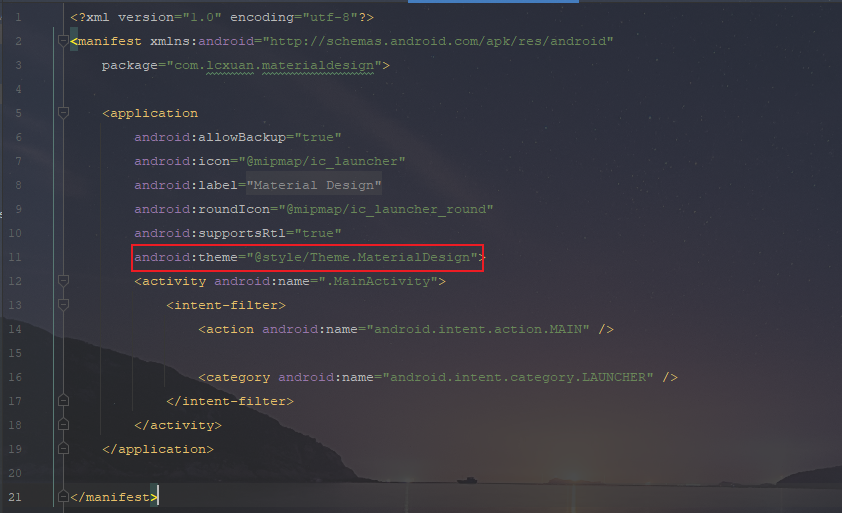 1 <?xml version="1.0" encoding="utf-8"?>
2 <manifest xmlns:android="http://schemas.android.com/apk/res/android"
3     package="com.lcxuan.materialdesign">
4
5     <application
6         android:allowBackup="true"
7         android:icon="@mipmap/ic_launcher"
8         android:label="Material Design"
9         android:roundIcon="@mipmap/ic_launcher_round"
10         android:supportsRtl="true"
11         android:theme="@style/Theme.MaterialDesign">
12         <activity android:name=".MainActivity">
13             <intent-filter>
14                 <action android:name="android.intent.action.MAIN" />
15
16                 <category android:name="android.intent.category.LAUNCHER" />
17             </intent-filter>
18         </activity>
19     </application>
20
21 </manifest>